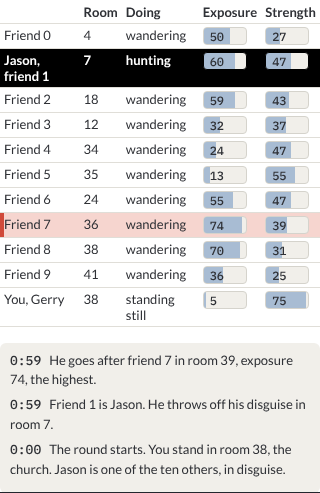 Room Doing Exposure Strength
Friend 0 4 wandering 50 27
Jason, friend 1 7 hunting 60 47
Friend 2 18 wandering 59 43
Friend 3 12 wandering 32 37
Friend 4 34 wandering 24 47
Friend 5 35 wandering 13 55
Friend 6 24 wandering 55 47
Friend 7 36 wandering 74 39
Friend 8 38 wandering 70 31
Friend 9 41 wandering 36 25
You, Gerry 38 standing still 5 75
0:59 He goes after friend 7 in room 39, exposure
74, the highest.
0:59 Friend 1 is Jason. He throws off his disguise in
room 7.
0:00 The round starts. You stand in room 38, the
church. Jason is one of the ten others, in disguise.